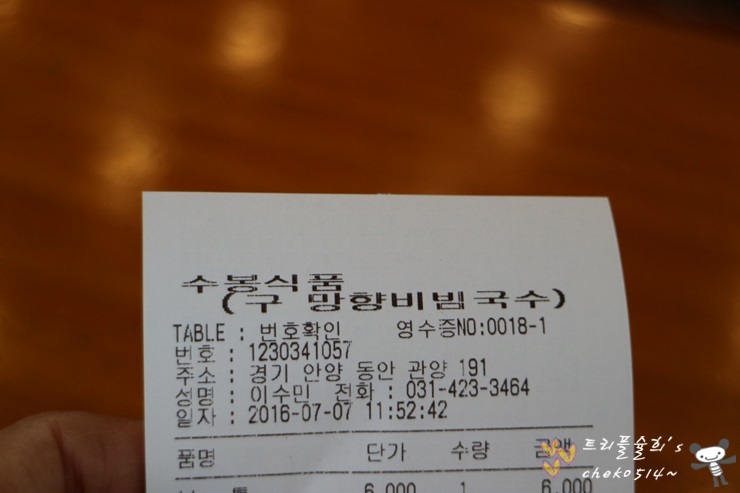 수봉식품
(구 망향비빔국수)
TABLE : 번호확인 영수증NO:0018-1
번호 : 1230341057
주소 : 경기 안양 동안 관양 191
성명 : 이수민 전화 : 031-423-3464
일자 : 2016-07-07 11:52:42
품명 단가 수량 금액
6,000 1 6,000
트리플슬희's
cheko514~